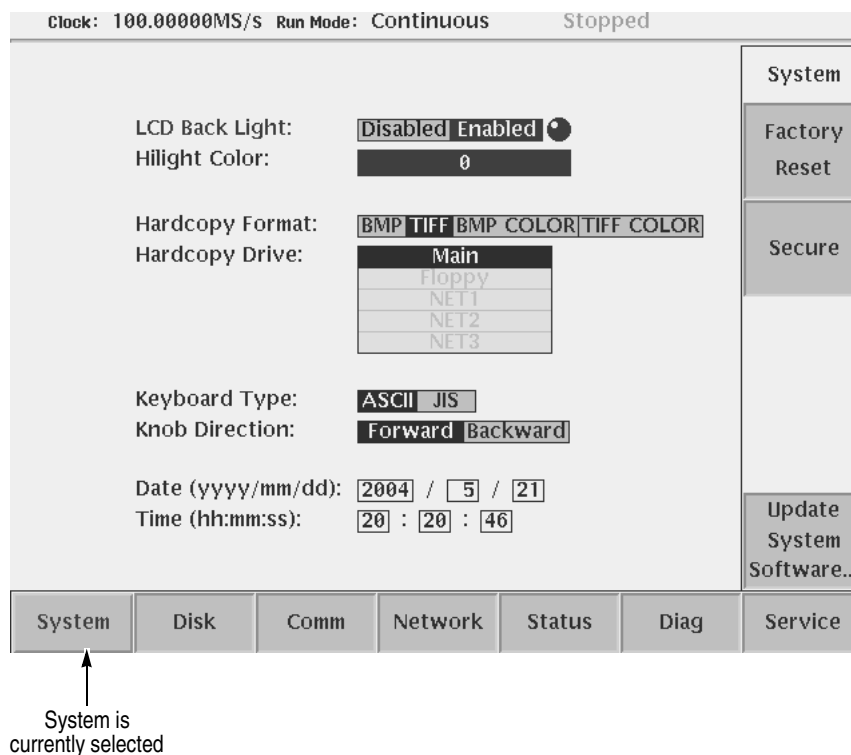 Clock: 100.00000MS/s Run Mode: Continuous Stopped
System
LCD Back Light: Disabled Enabled
Hilight Color: 0
Factory
Reset
Hardcopy Format: BMP TIFF BMP COLOR TIFF COLOR
Hardcopy Drive: Main
Floppy
NET1
NET2
NET3
Secure
Keyboard Type: ASCII JIS
Knob Direction: Forward Backward
Date (yyyy/mm/dd): 2004 / 5 / 21
Time (hh:mm:ss): 20 : 20 : 46
Update
System
Software..
System Disk Comm Network Status Diag Service
System is
currently selected